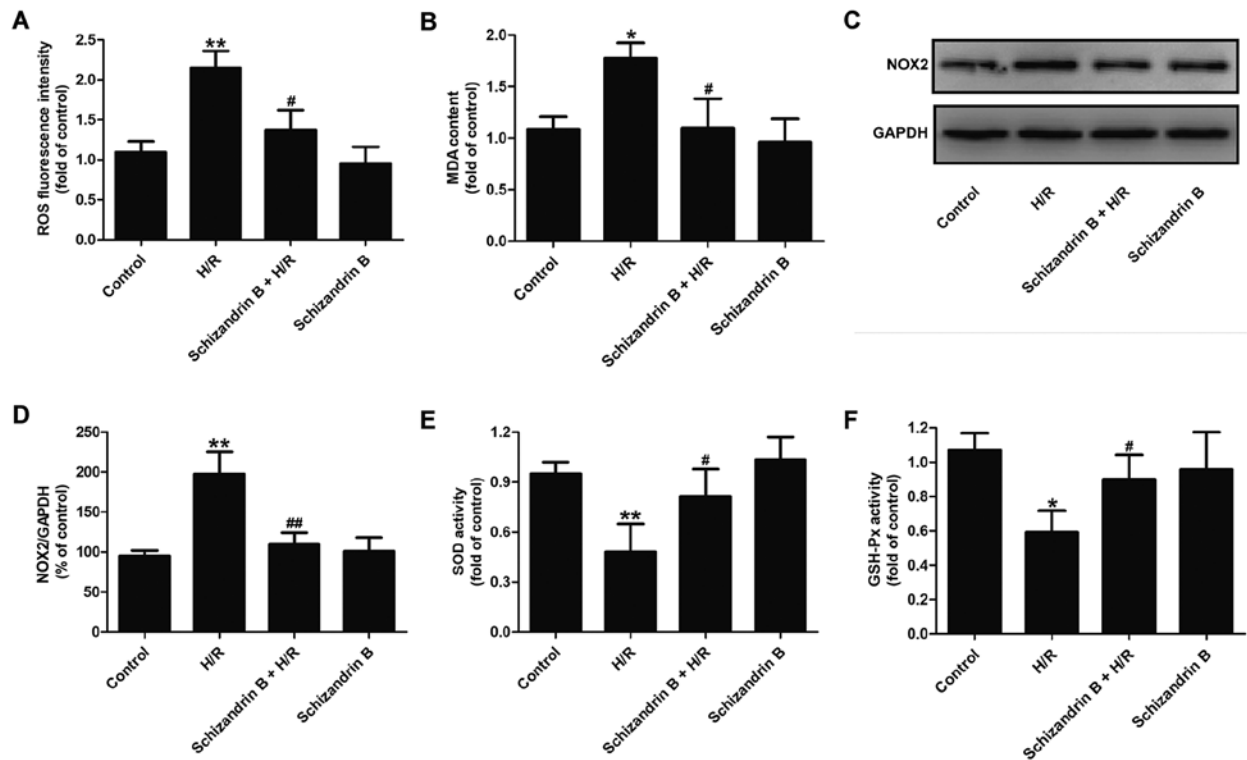 A
ROS fluorescence intensity
(fold of control)
2.5
2.0
1.5
1.0
0.5
0.0
**
#
Control
H/R
Schizandrin B + H/R
Schizandrin B
B
MDA content
(fold of control)
2.0
1.5
1.0
0.5
0.0
*
#
Control
H/R
Schizandrin B + H/R
Schizandrin B
C
NOX2
GAPDH
Control
H/R
Schizandrin B + H/R
Schizandrin B
D
NOX2/GAPDH
(% of control)
250
200
150
100
50
0
**
##
Control
H/R
Schizandrin B + H/R
Schizandrin B
E
SOD activity
(fold of control)
1.2
0.9
0.6
0.3
0.0
**
#
Control
H/R
Schizandrin B + H/R
Schizandrin B
F
GSH-Px activity
(fold of control)
1.2
1.0
0.8
0.6
0.4
0.2
0.0
*
#
Control
H/R
Schizandrin B + H/R
Schizandrin B